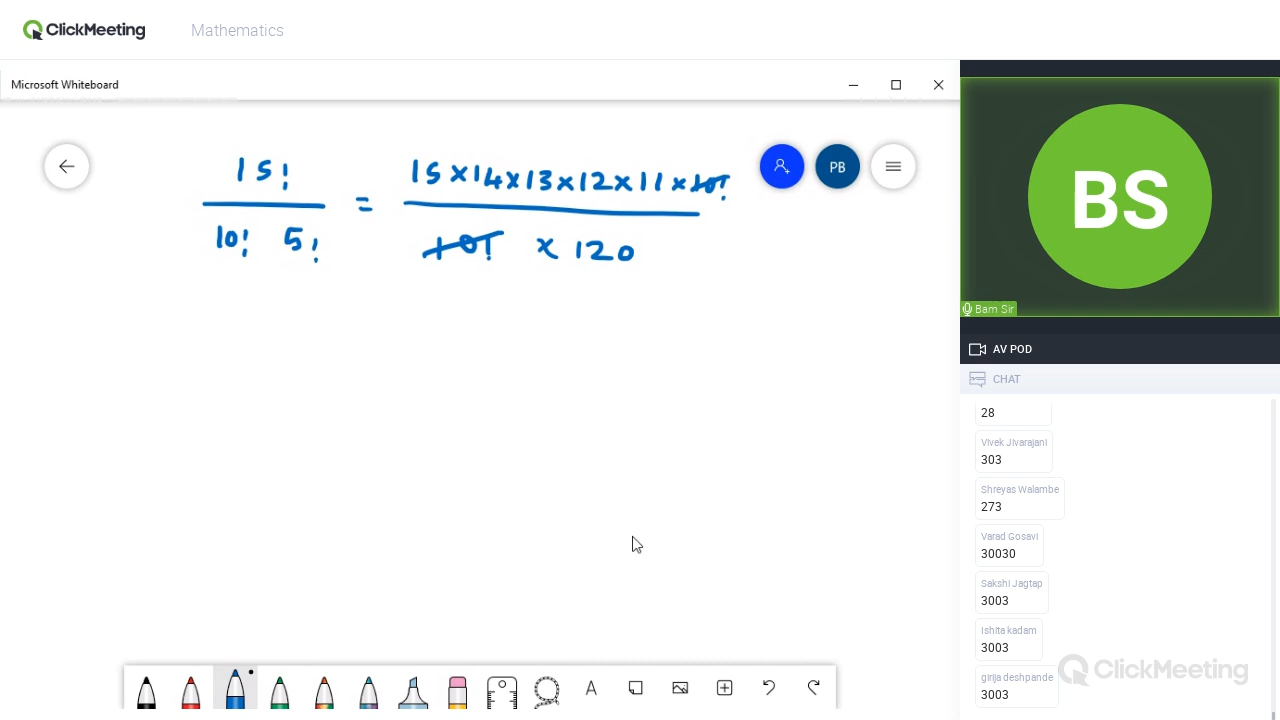 ClickMeeting Mathematics
Microsoft Whiteboard
15! = 15×14×13×12×11×10!
10! 5! 10! × 120
PB
BS
Bam Sir
AV POD
CHAT
28
Vivek Jivarajani
303
Shreyas Walambe
273
Varad Gosavi
30030
Sakshi Jagtap
3003
Ishita kadam
3003
girija deshpande
3003
ClickMeeting
A